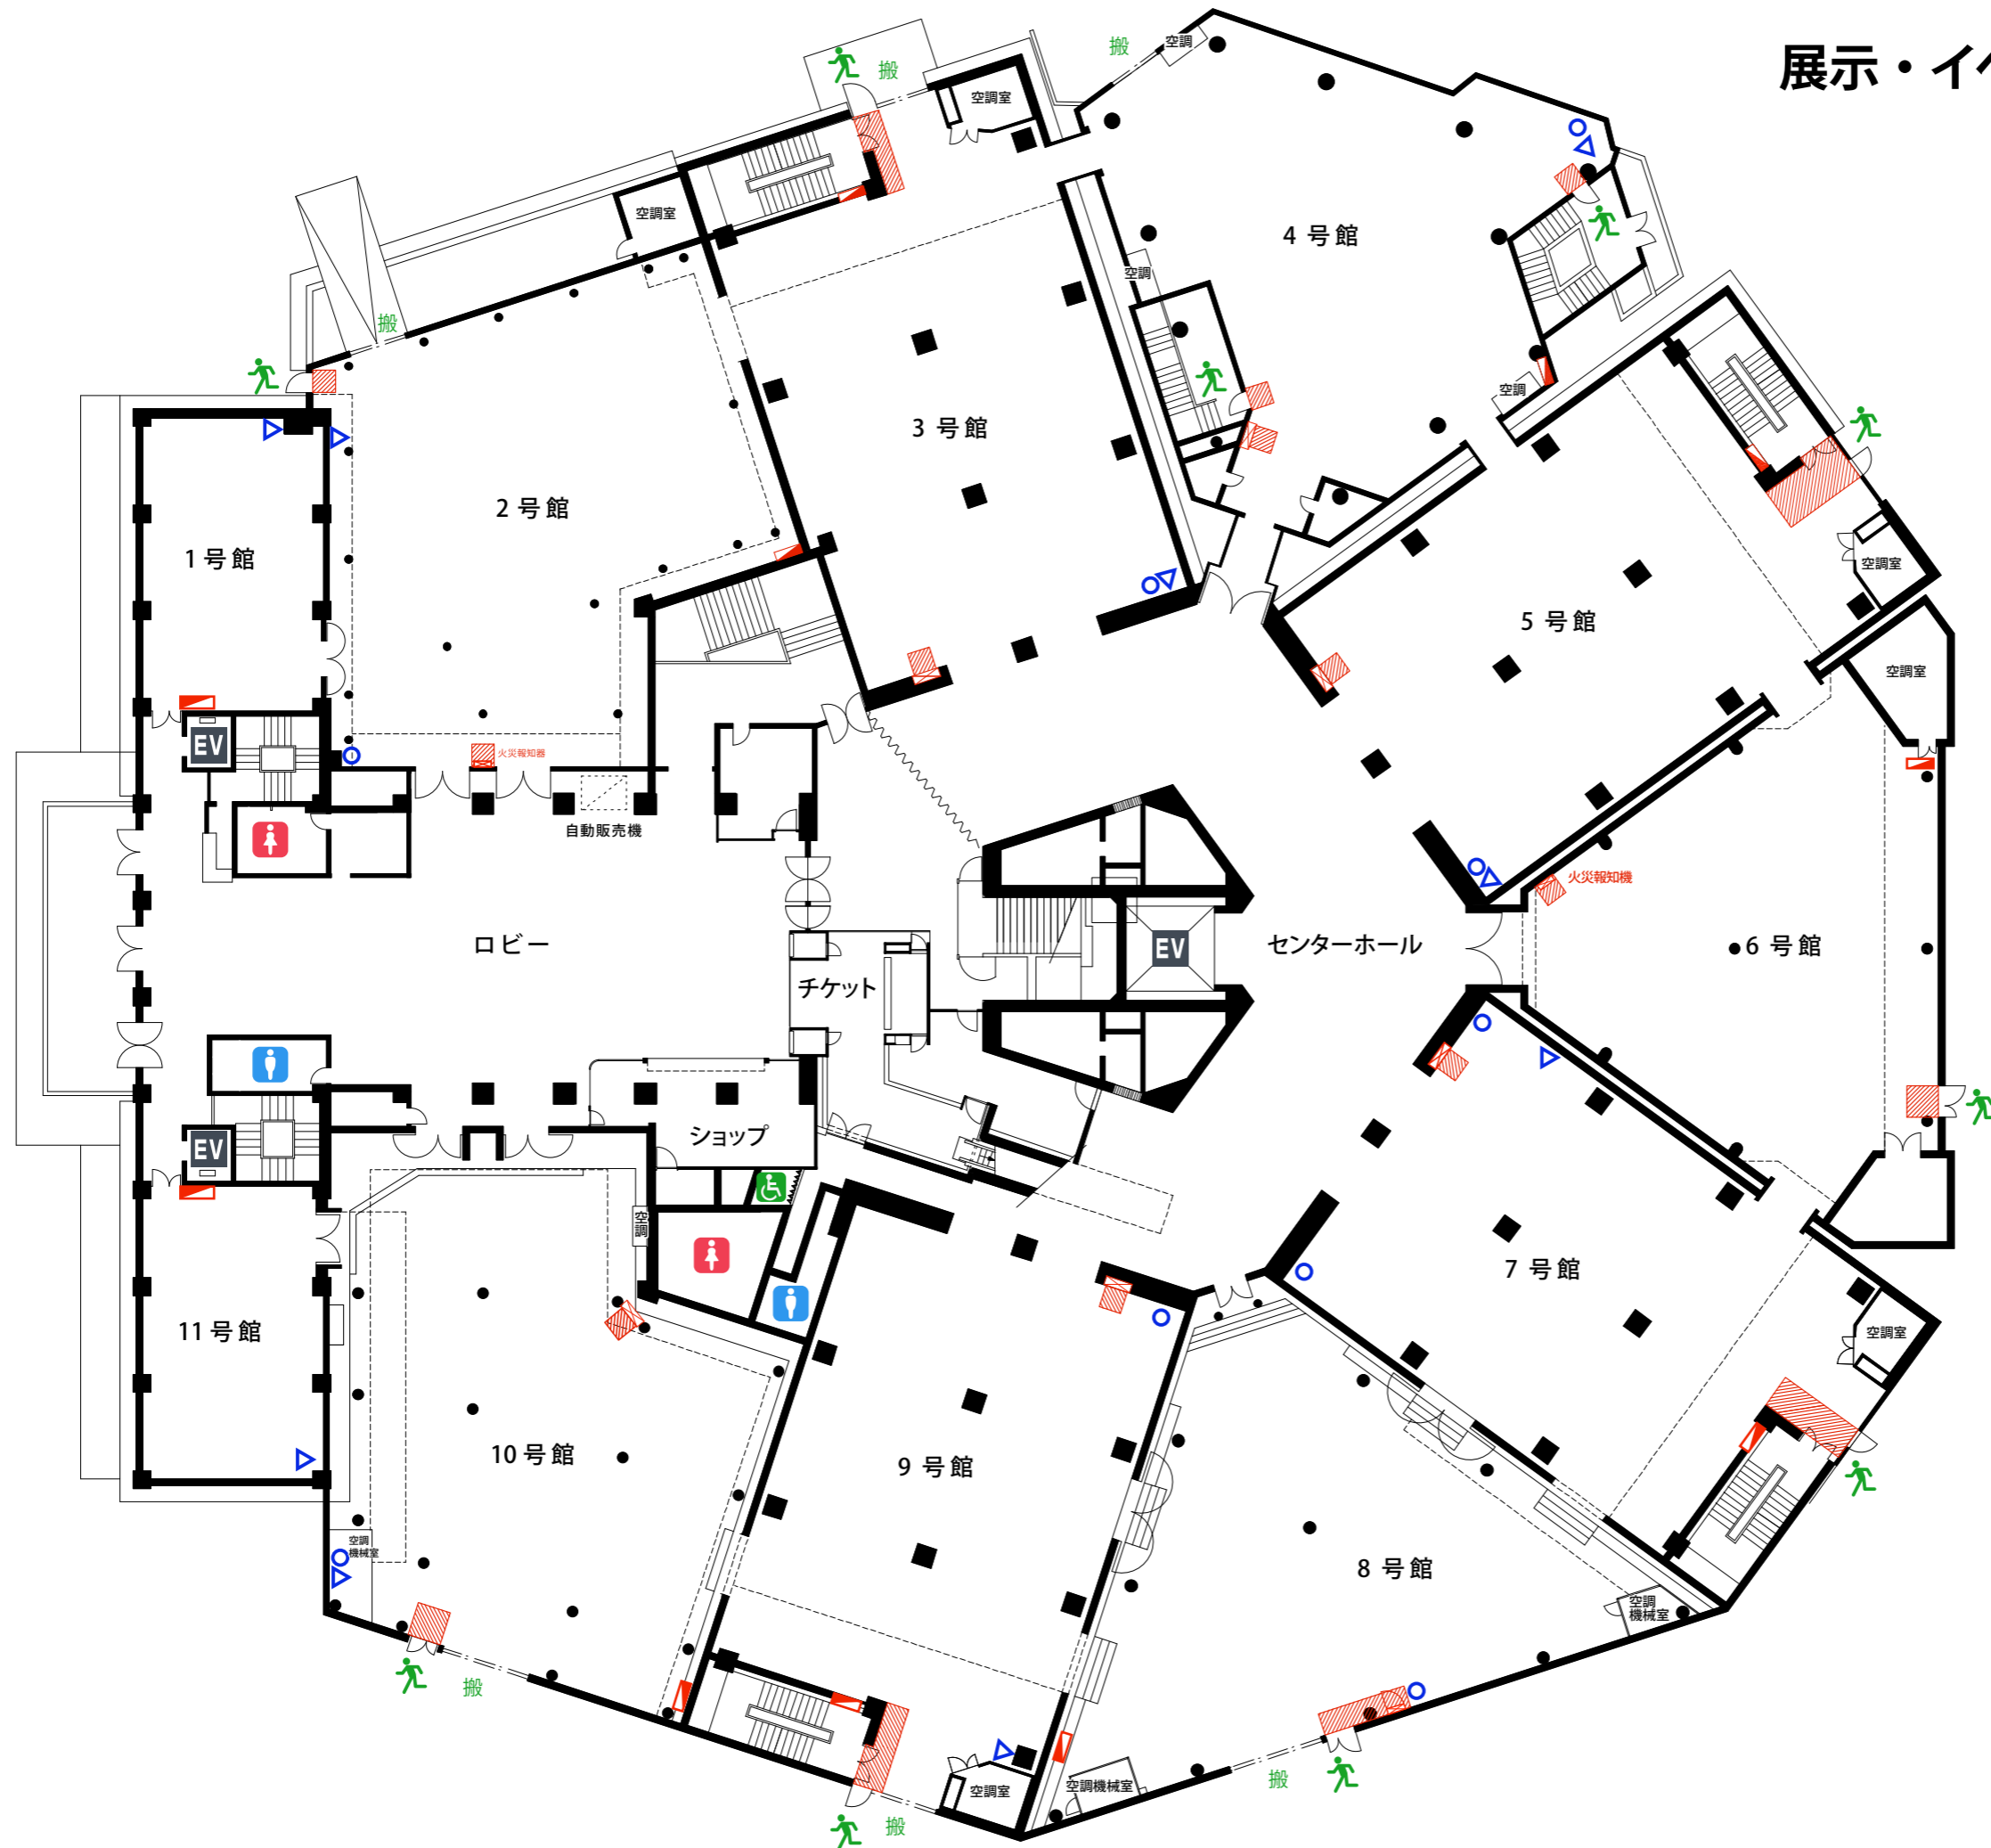 展示・イベ
搬
空調
搬
空調室
空調室
4 号館
空調
搬
空調
3 号館
2 号館
1 号館
空調室
5 号館
空調室
EV
火災報知器
自動販売機
火災報知機
ロビー
EV
センターホール
6 号館
チケット
ショップ
EV
空調
7 号館
11 号館
空調室
10 号館
9 号館
空調
機械室
8 号館
空調
機械室
搬
空調室
空調機械室
搬
搬